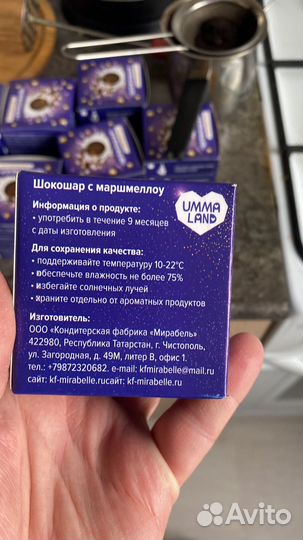 Шокошар с маршмеллоу
UMMA
LAND
Информация о продукте:
• употребить в течение 9 месяцев
с даты изготовления
Для сохранения качества:
• поддерживайте температуру 10-22°C
• обеспечьте влажность не более 75%
• избегайте солнечных лучей
• храните отдельно от ароматных продуктов
Изготовитель:
ООО «Кондитерская фабрика «Мирабель»
422980, Республика Татарстан, г. Чистополь,
ул. Загородная, д. 49М, литер В, офис 1.
тел.: +79872320682. e-mail: kfmirabelle@mail.ru
сайт: kf-mirabelle.ruсайт: kf-mirabelle.ru
Avito